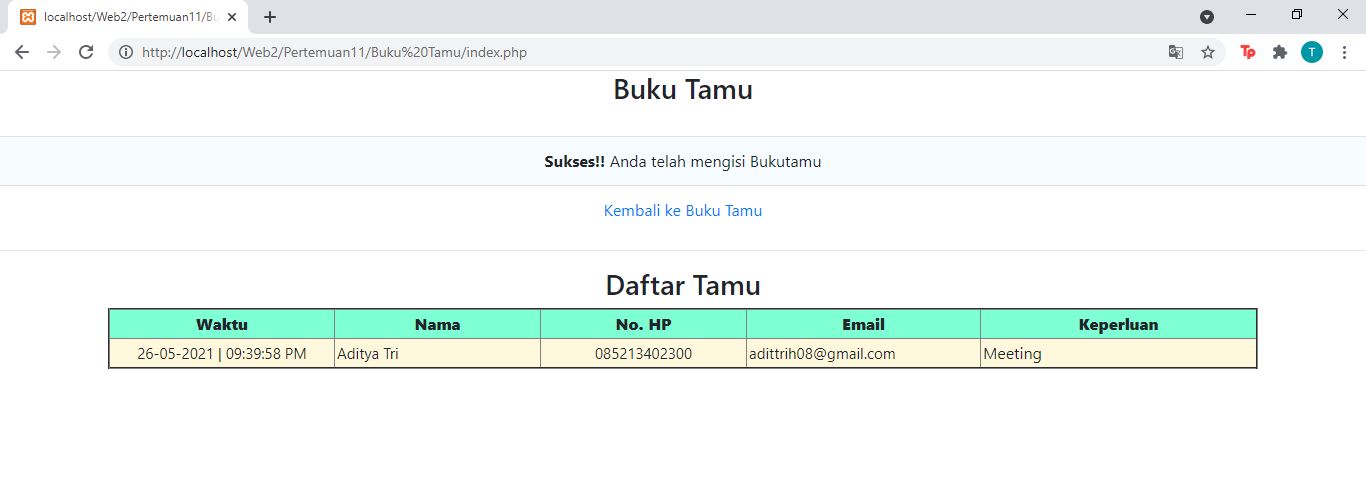 localhost/Web2/Pertemuan11/Bu
http://localhost/Web2/Pertemuan11/Buku%20Tamu/index.php
Tp
T
Buku Tamu
Sukses!! Anda telah mengisi Bukutamu
Kembali ke Buku Tamu
Daftar Tamu
Waktu Nama No. HP Email Keperluan
26-05-2021 | 09:39:58 PM Aditya Tri 085213402300 adittrih08@gmail.com Meeting